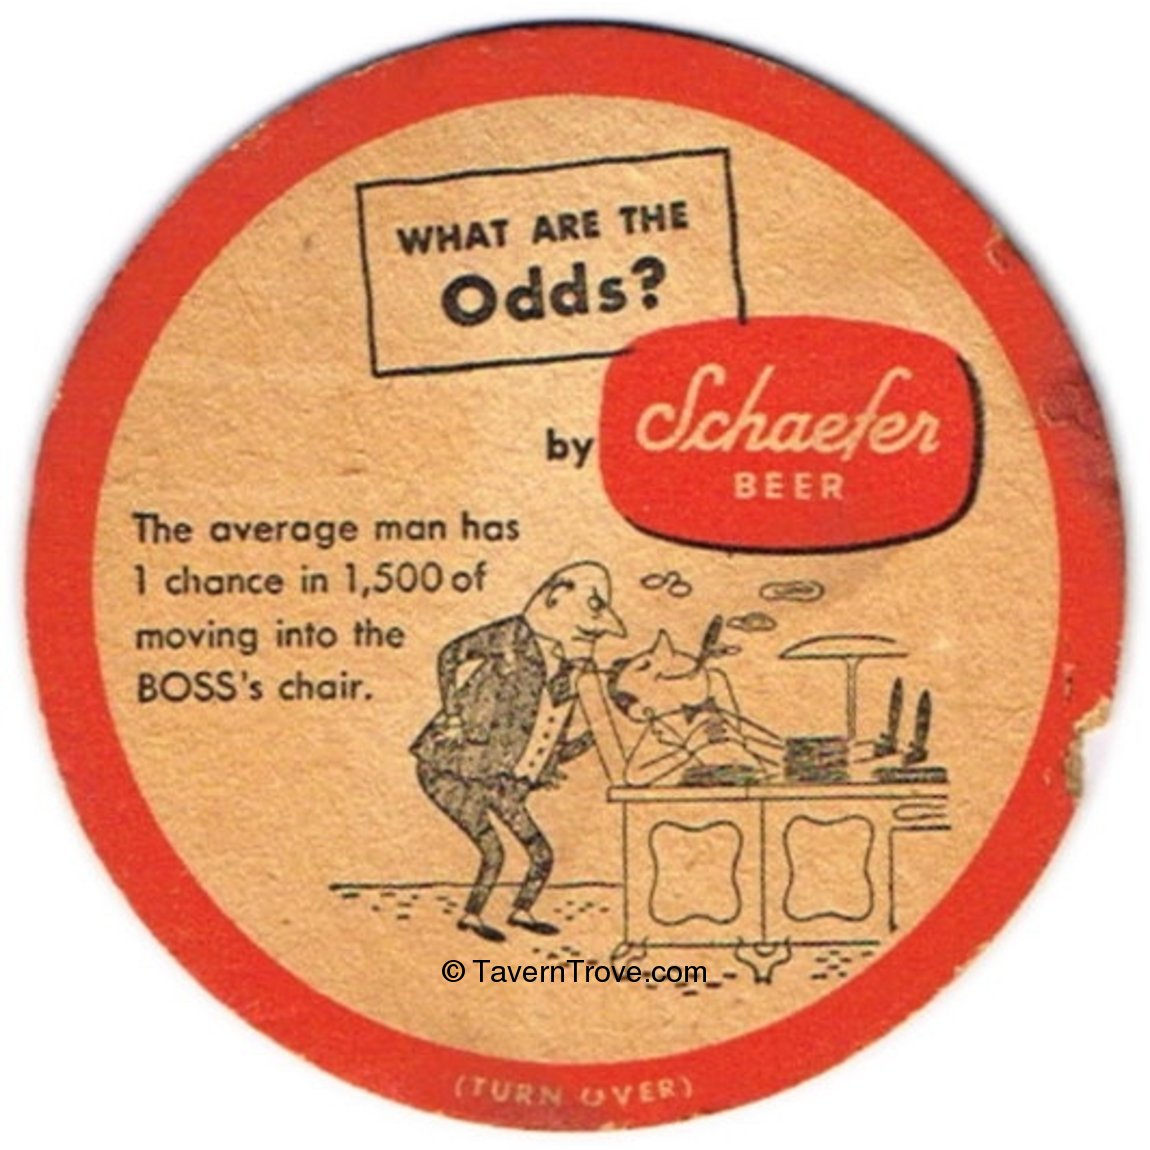 WHAT ARE THE
Odds?
by Schaefer
BEER
The average man has
1 chance in 1,500 of
moving into the
BOSS's chair.
© TavernTrove.com
(TURN OVER)